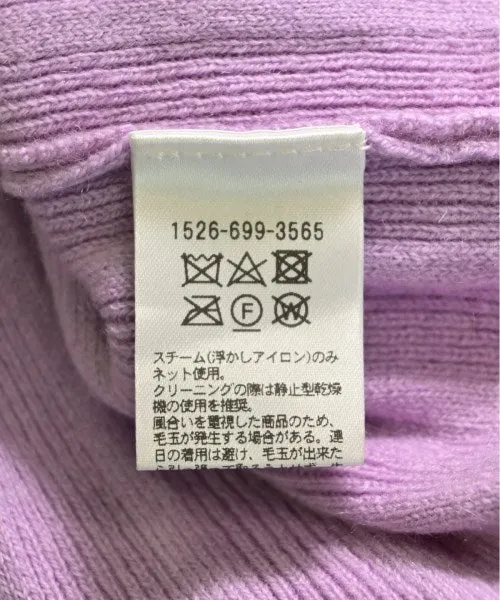 1526-699-3565
F W
スチーム(浮かしアイロン)のみ
ネット使用。
クリーニングの際は静止型乾燥
機の使用を推奨。
風合いを重視した商品のため、
毛玉が発生する場合がある。連
日の着用は避け、毛玉が出来た